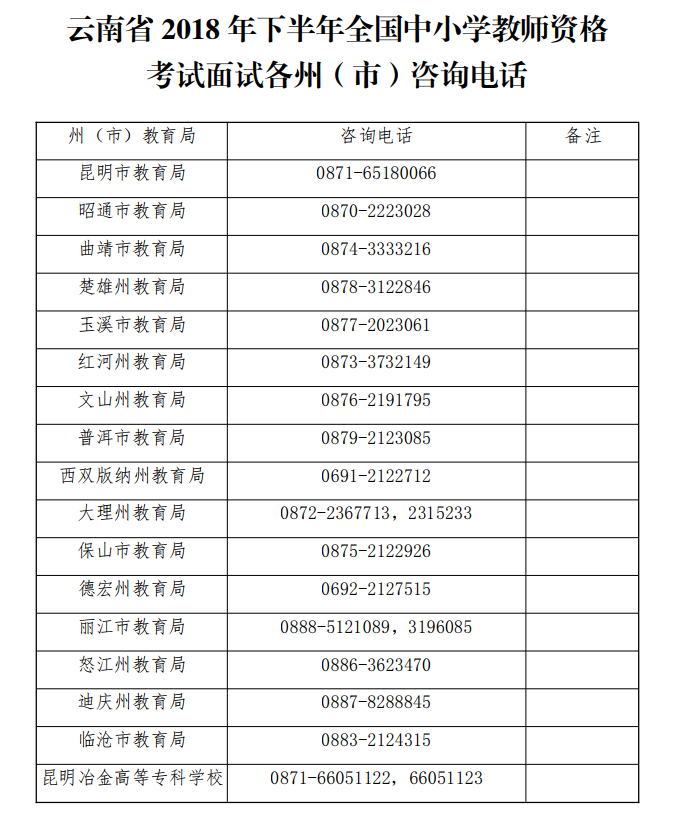 云南省 2018 年下半年全国中小学教师资格
考试面试各州（市）咨询电话
州（市）教育局 咨询电话 备注
昆明市教育局 0871-65180066
昭通市教育局 0870-2223028
曲靖市教育局 0874-3333216
楚雄州教育局 0878-3122846
玉溪市教育局 0877-2023061
红河州教育局 0873-3732149
文山州教育局 0876-2191795
普洱市教育局 0879-2123085
西双版纳州教育局 0691-2122712
大理州教育局 0872-2367713，2315233
保山市教育局 0875-2122926
德宏州教育局 0692-2127515
丽江市教育局 0888-5121089，3196085
怒江州教育局 0886-3623470
迪庆州教育局 0887-8288845
临沧市教育局 0883-2124315
昆明冶金高等专科学校 0871-66051122，66051123